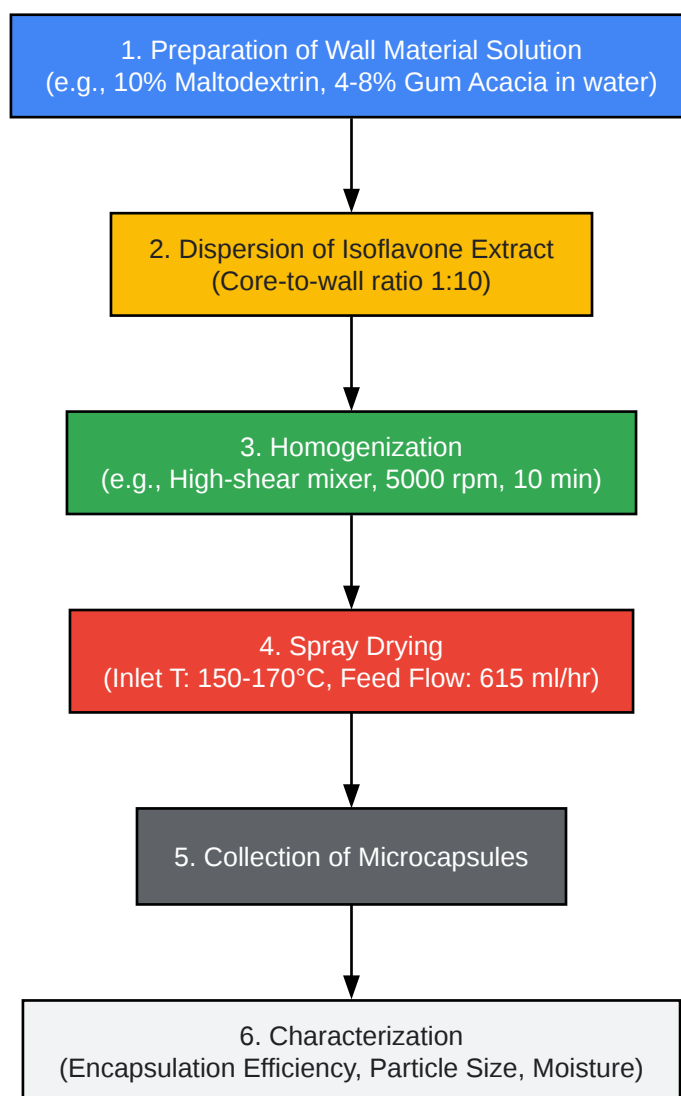 1. Preparation of Wall Material Solution
(e.g., 10% Maltodextrin, 4-8% Gum Acacia in water)
2. Dispersion of Isoflavone Extract
(Core-to-wall ratio 1:10)
3. Homogenization
(e.g., High-shear mixer, 5000 rpm, 10 min)
4. Spray Drying
(Inlet T: 150-170°C, Feed Flow: 615 ml/hr)
5. Collection of Microcapsules
6. Characterization
(Encapsulation Efficiency, Particle Size, Moisture)